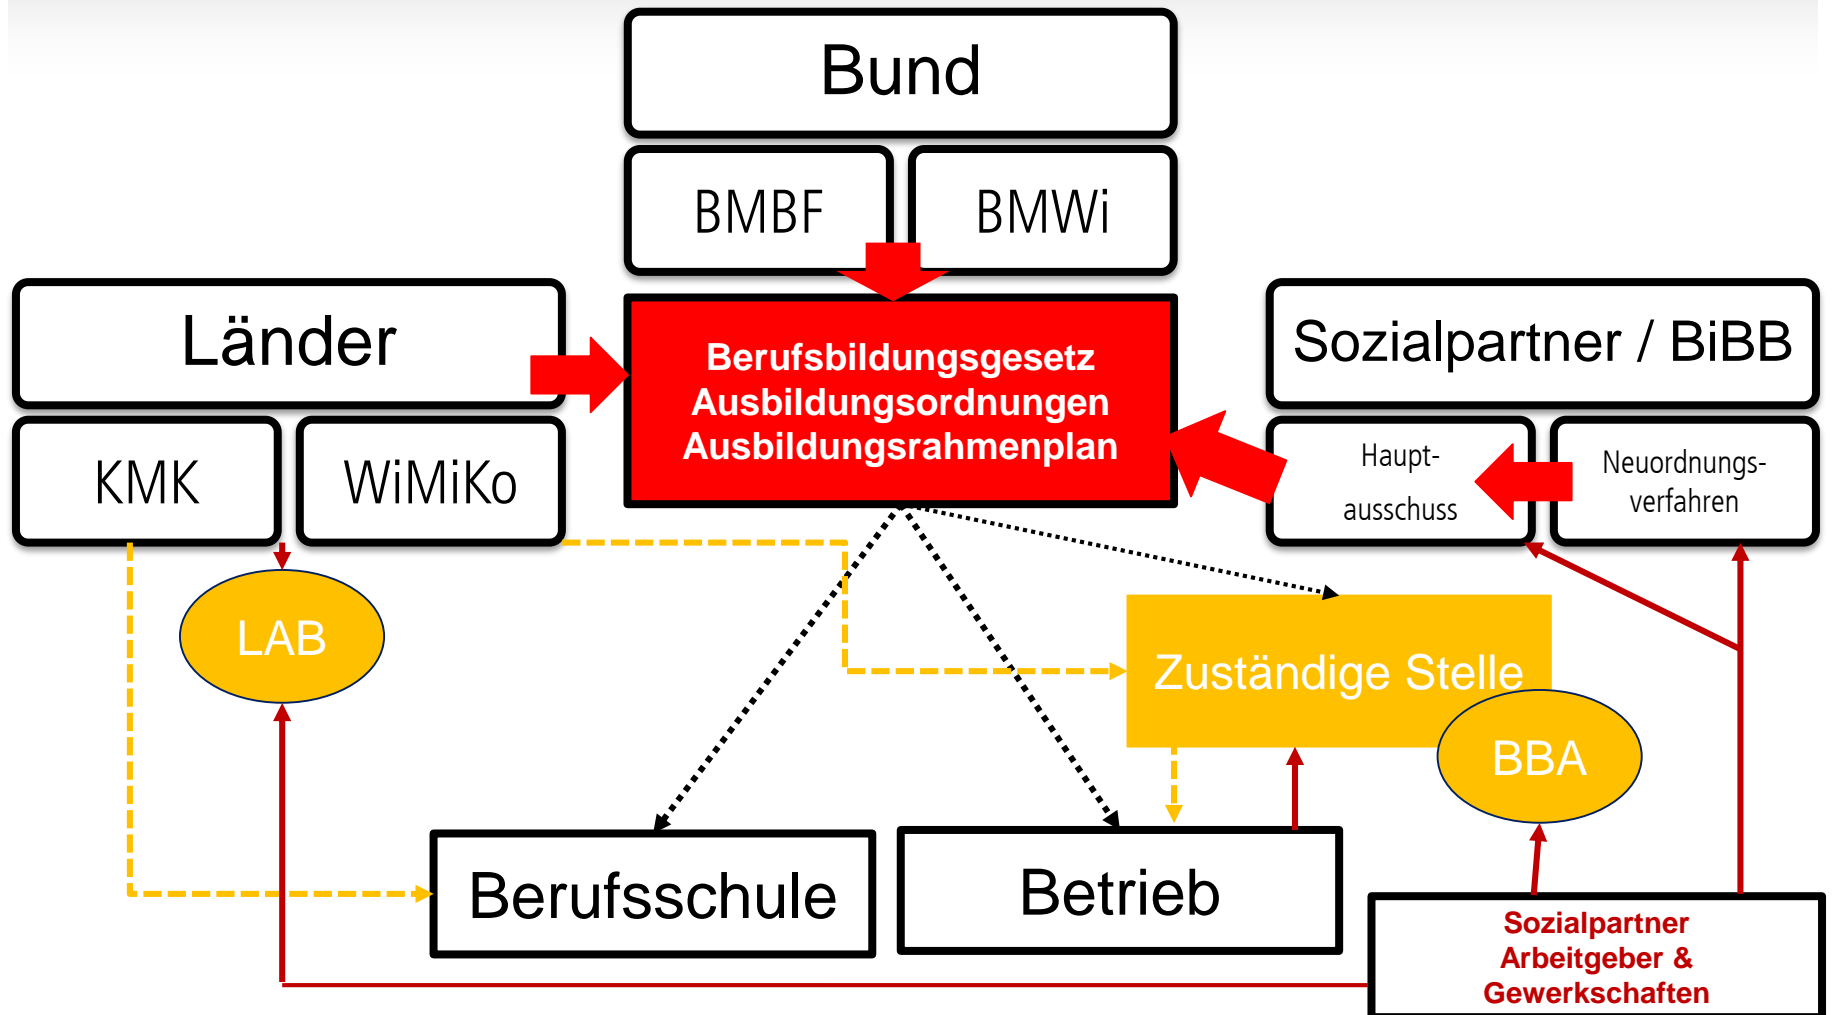 Bund
BMBF
BMWi
Länder
KMK
WiMiKo
Berufsbildungsgesetz
Ausbildungsordnungen
Ausbildungsrahmenplan
Sozialpartner / BiBB
Haupt-
ausschuss
Neuordnungs-
verfahren
LAB
Zuständige Stelle
BBA
Berufsschule
Betrieb
Sozialpartner
Arbeitgeber &
Gewerkschaften